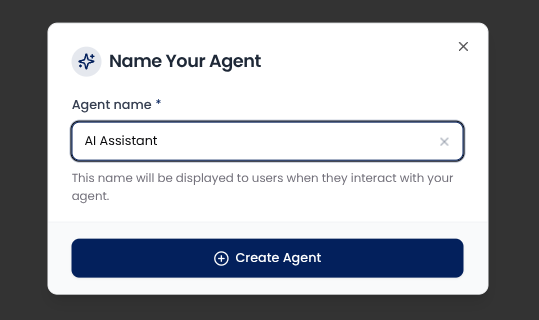 Name Your Agent
Agent name *
AI Assistant
This name will be displayed to users when they interact with your
agent.
Create Agent